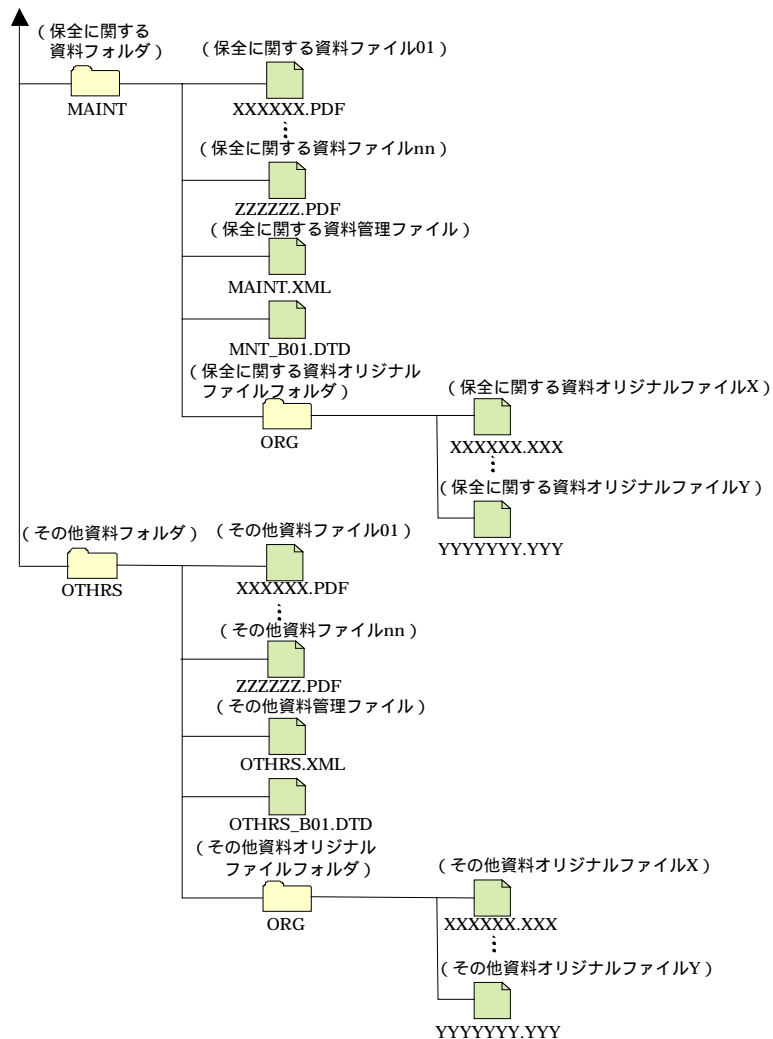 （保全に関する
資料フォルダ）
MAINT
（保全に関する資料ファイル01）
XXXXXX.PDF
（保全に関する資料ファイルnn）
ZZZZZZ.PDF
（保全に関する資料管理ファイル）
MAINT.XML
MNT_B01.DTD
（保全に関する資料オリジナル
ファイルフォルダ）
ORG
（保全に関する資料オリジナルファイルX）
XXXXXX.XXX
（保全に関する資料オリジナルファイルY）
YYYYYYY.YYY
（その他資料フォルダ）
OTHRS
（その他資料ファイル01）
XXXXXX.PDF
（その他資料ファイルnn）
ZZZZZZ.PDF
（その他資料管理ファイル）
OTHRS.XML
OTHRS_B01.DTD
（その他資料オリジナル
ファイルフォルダ）
ORG
（その他資料オリジナルファイルX）
XXXXXX.XXX
（その他資料オリジナルファイルY）
YYYYYYY.YYY